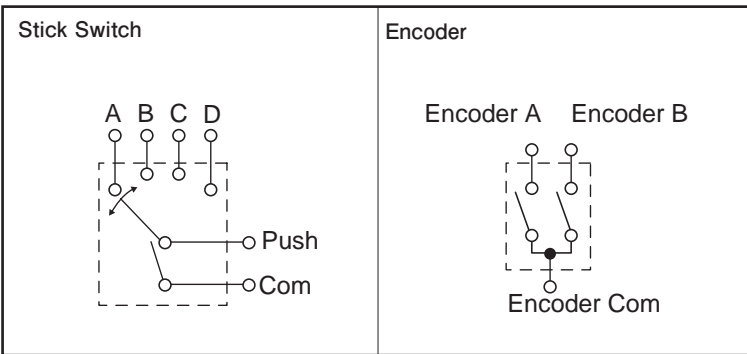 Stick Switch
A B C D
Push
Com
Encoder
Encoder A Encoder B
Encoder Com